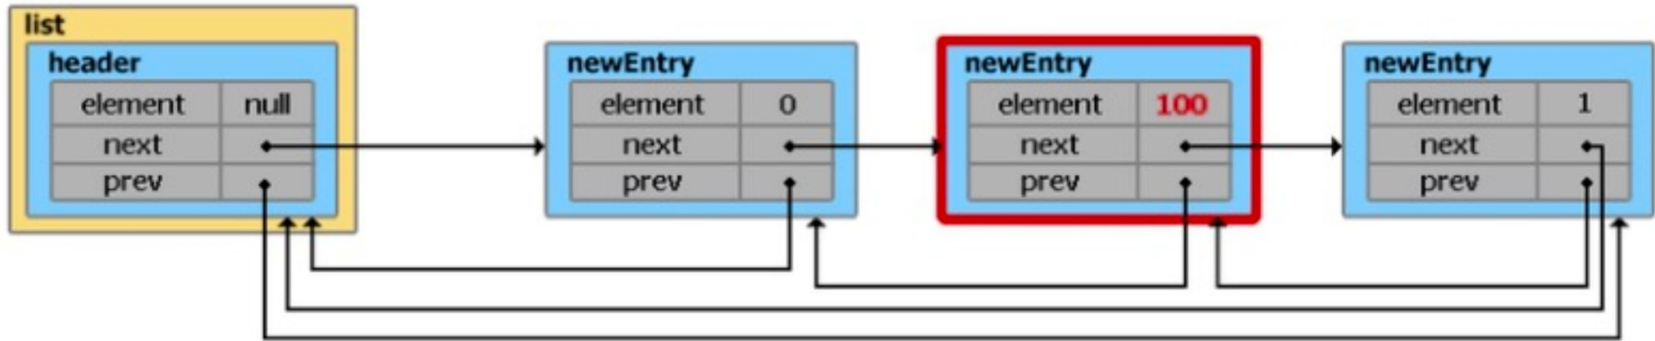 list
header
element null
next
prev
newEntry
element 0
next
prev
newEntry
element 100
next
prev
newEntry
element 1
next
prev